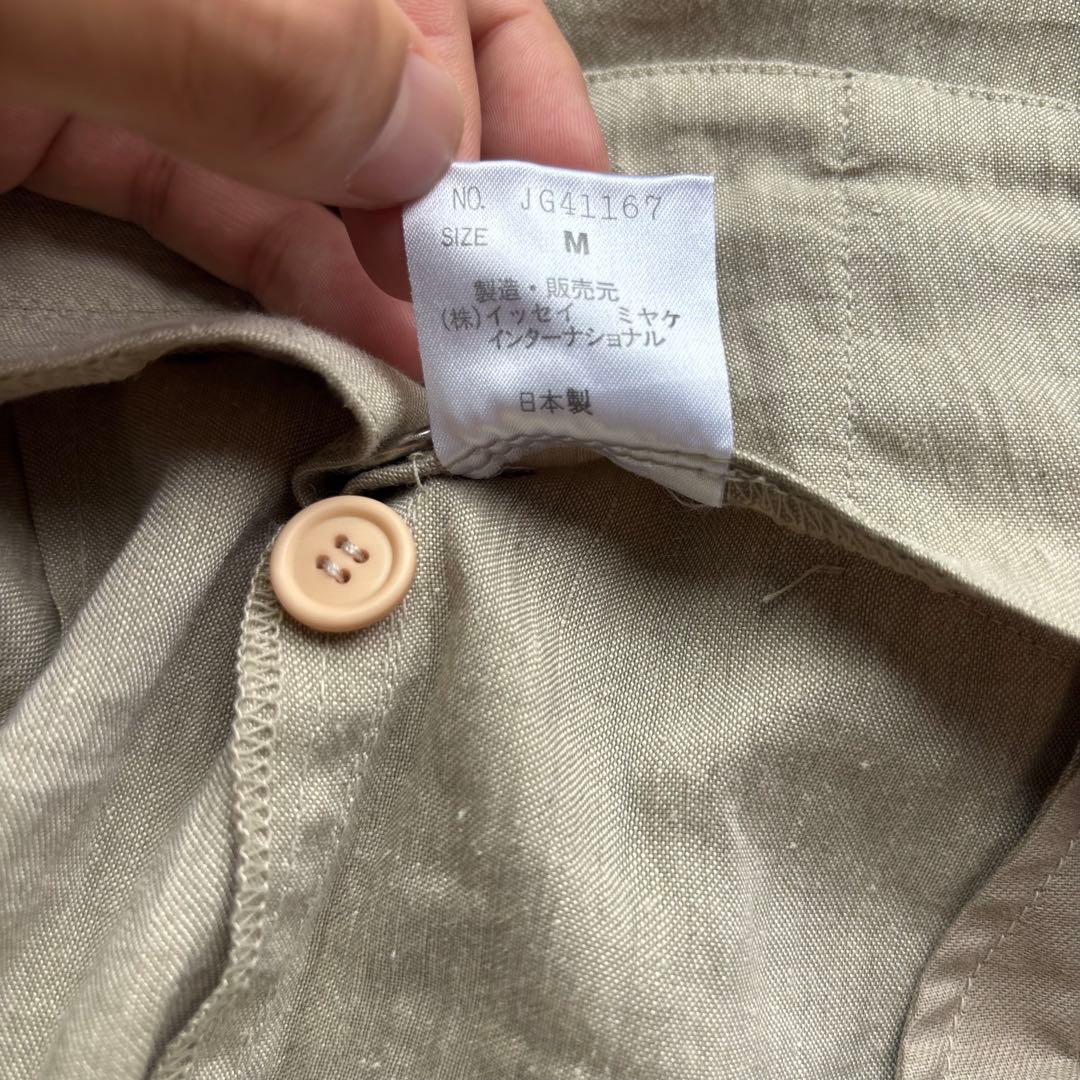 NO. JG41167
SIZE M
製造・販売元
(株)イッセイ ミヤケ
インターナショナル
日本製